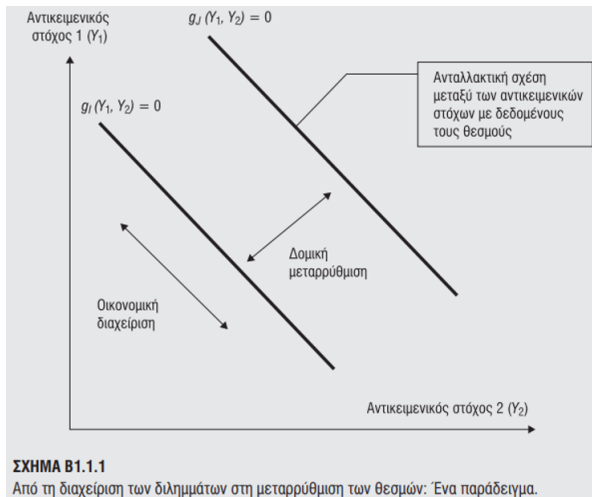 Αντικειμενικός
στόχος 1 (Y₁)
g_J (Y₁, Y₂) = 0
g_I (Y₁, Y₂) = 0
Ανταλλακτική σχέση
μεταξύ των αντικειμενικών
στόχων με δεδομένους
τους θεσμούς
Δομική
μεταρρύθμιση
Οικονομική
διαχείριση
Αντικειμενικός στόχος 2 (Y₂)
ΣΧΗΜΑ Β1.1.1
Από τη διαχείριση των διλημμάτων στη μεταρρύθμιση των θεσμών: Ένα παράδειγμα.